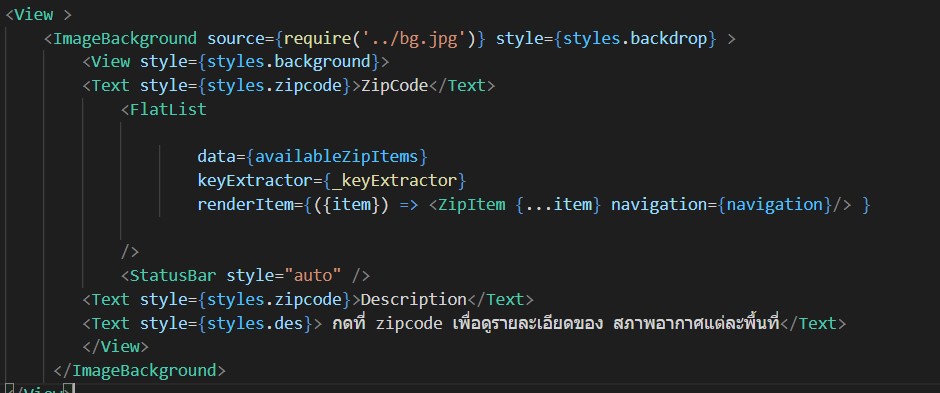 <View >
<ImageBackground source={require('../bg.jpg')} style={styles.backdrop} >
<View style={styles.background}>
<Text style={styles.zipcode}>ZipCode</Text>
<FlatList
data={availableZipItems}
keyExtractor={_keyExtractor}
renderItem={({item}) => <ZipItem {...item} navigation={navigation}/> }
/>
<StatusBar style="auto" />
<Text style={styles.zipcode}>Description</Text>
<Text style={styles.des}> กดที่ zipcode เพื่อดูรายละเอียดของ สภาพอากาศแต่ละพื้นที่</Text>
</View>
</ImageBackground>
</View>